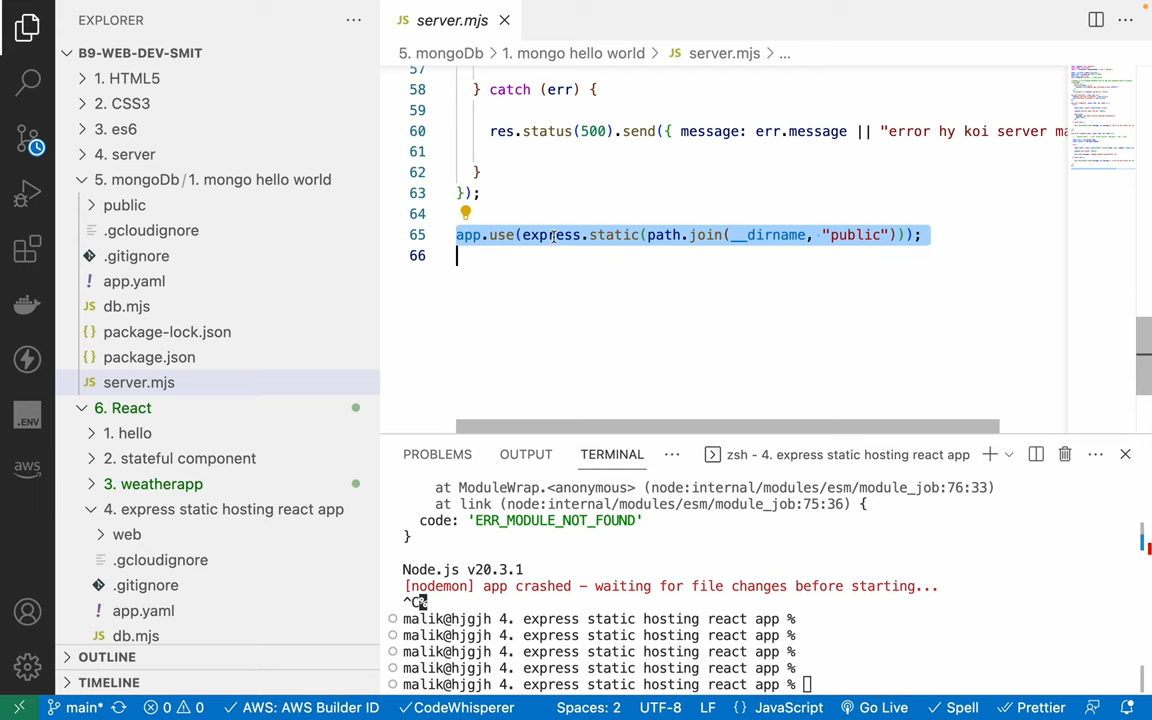 EXPLORER
B9-WEB-DEV-SMIT
1. HTML5
2. CSS3
3. es6
4. server
5. mongoDb / 1. mongo hello world
public
.gcloudignore
.gitignore
app.yaml
db.mjs
package-lock.json
package.json
server.mjs
6. React
1. hello
2. stateful component
3. weatherapp
4. express static hosting react app
web
.gcloudignore
.gitignore
app.yaml
db.mjs
OUTLINE
TIMELINE
JS server.mjs
5. mongoDb > 1. mongo hello world > JS server.mjs > ...
57
58 } catch (err) {
59
60 res.status(500).send({ message: err.message || "error hy koi server ma
61
62 }
63 });
64
65 app.use(express.static(path.join(__dirname, "public")));
66
PROBLEMS OUTPUT TERMINAL ... zsh - 4. express static hosting react app
at ModuleWrap.<anonymous> (node:internal/modules/esm/module_job:76:33)
at link (node:internal/modules/esm/module_job:75:36) {
code: 'ERR_MODULE_NOT_FOUND'
}
Node.js v20.3.1
[nodemon] app crashed - waiting for file changes before starting...
^C%
malik@hjgjh 4. express static hosting react app %
malik@hjgjh 4. express static hosting react app %
malik@hjgjh 4. express static hosting react app %
malik@hjgjh 4. express static hosting react app %
malik@hjgjh 4. express static hosting react app %
main* 0 0 AWS: AWS Builder ID CodeWhisperer Spaces: 2 UTF-8 LF {} JavaScript Go Live Spell Prettier